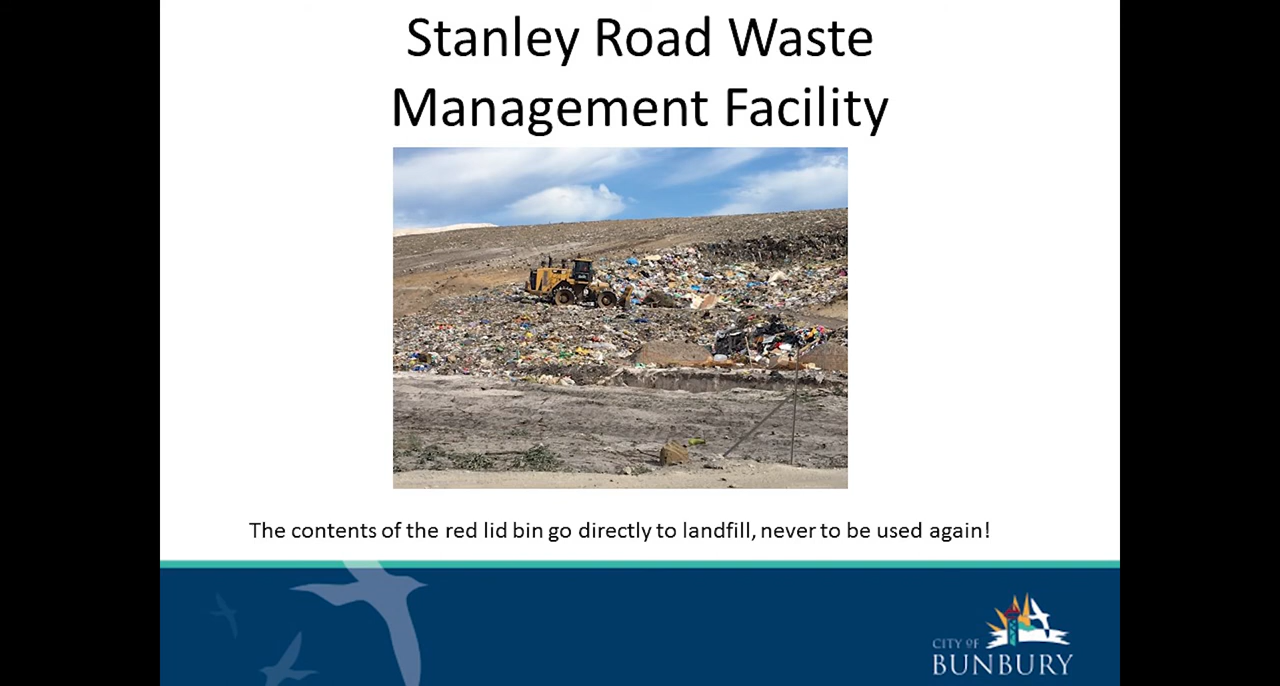 Stanley Road Waste
Management Facility
The contents of the red lid bin go directly to landfill, never to be used again!
CITY OF
BUNBURY